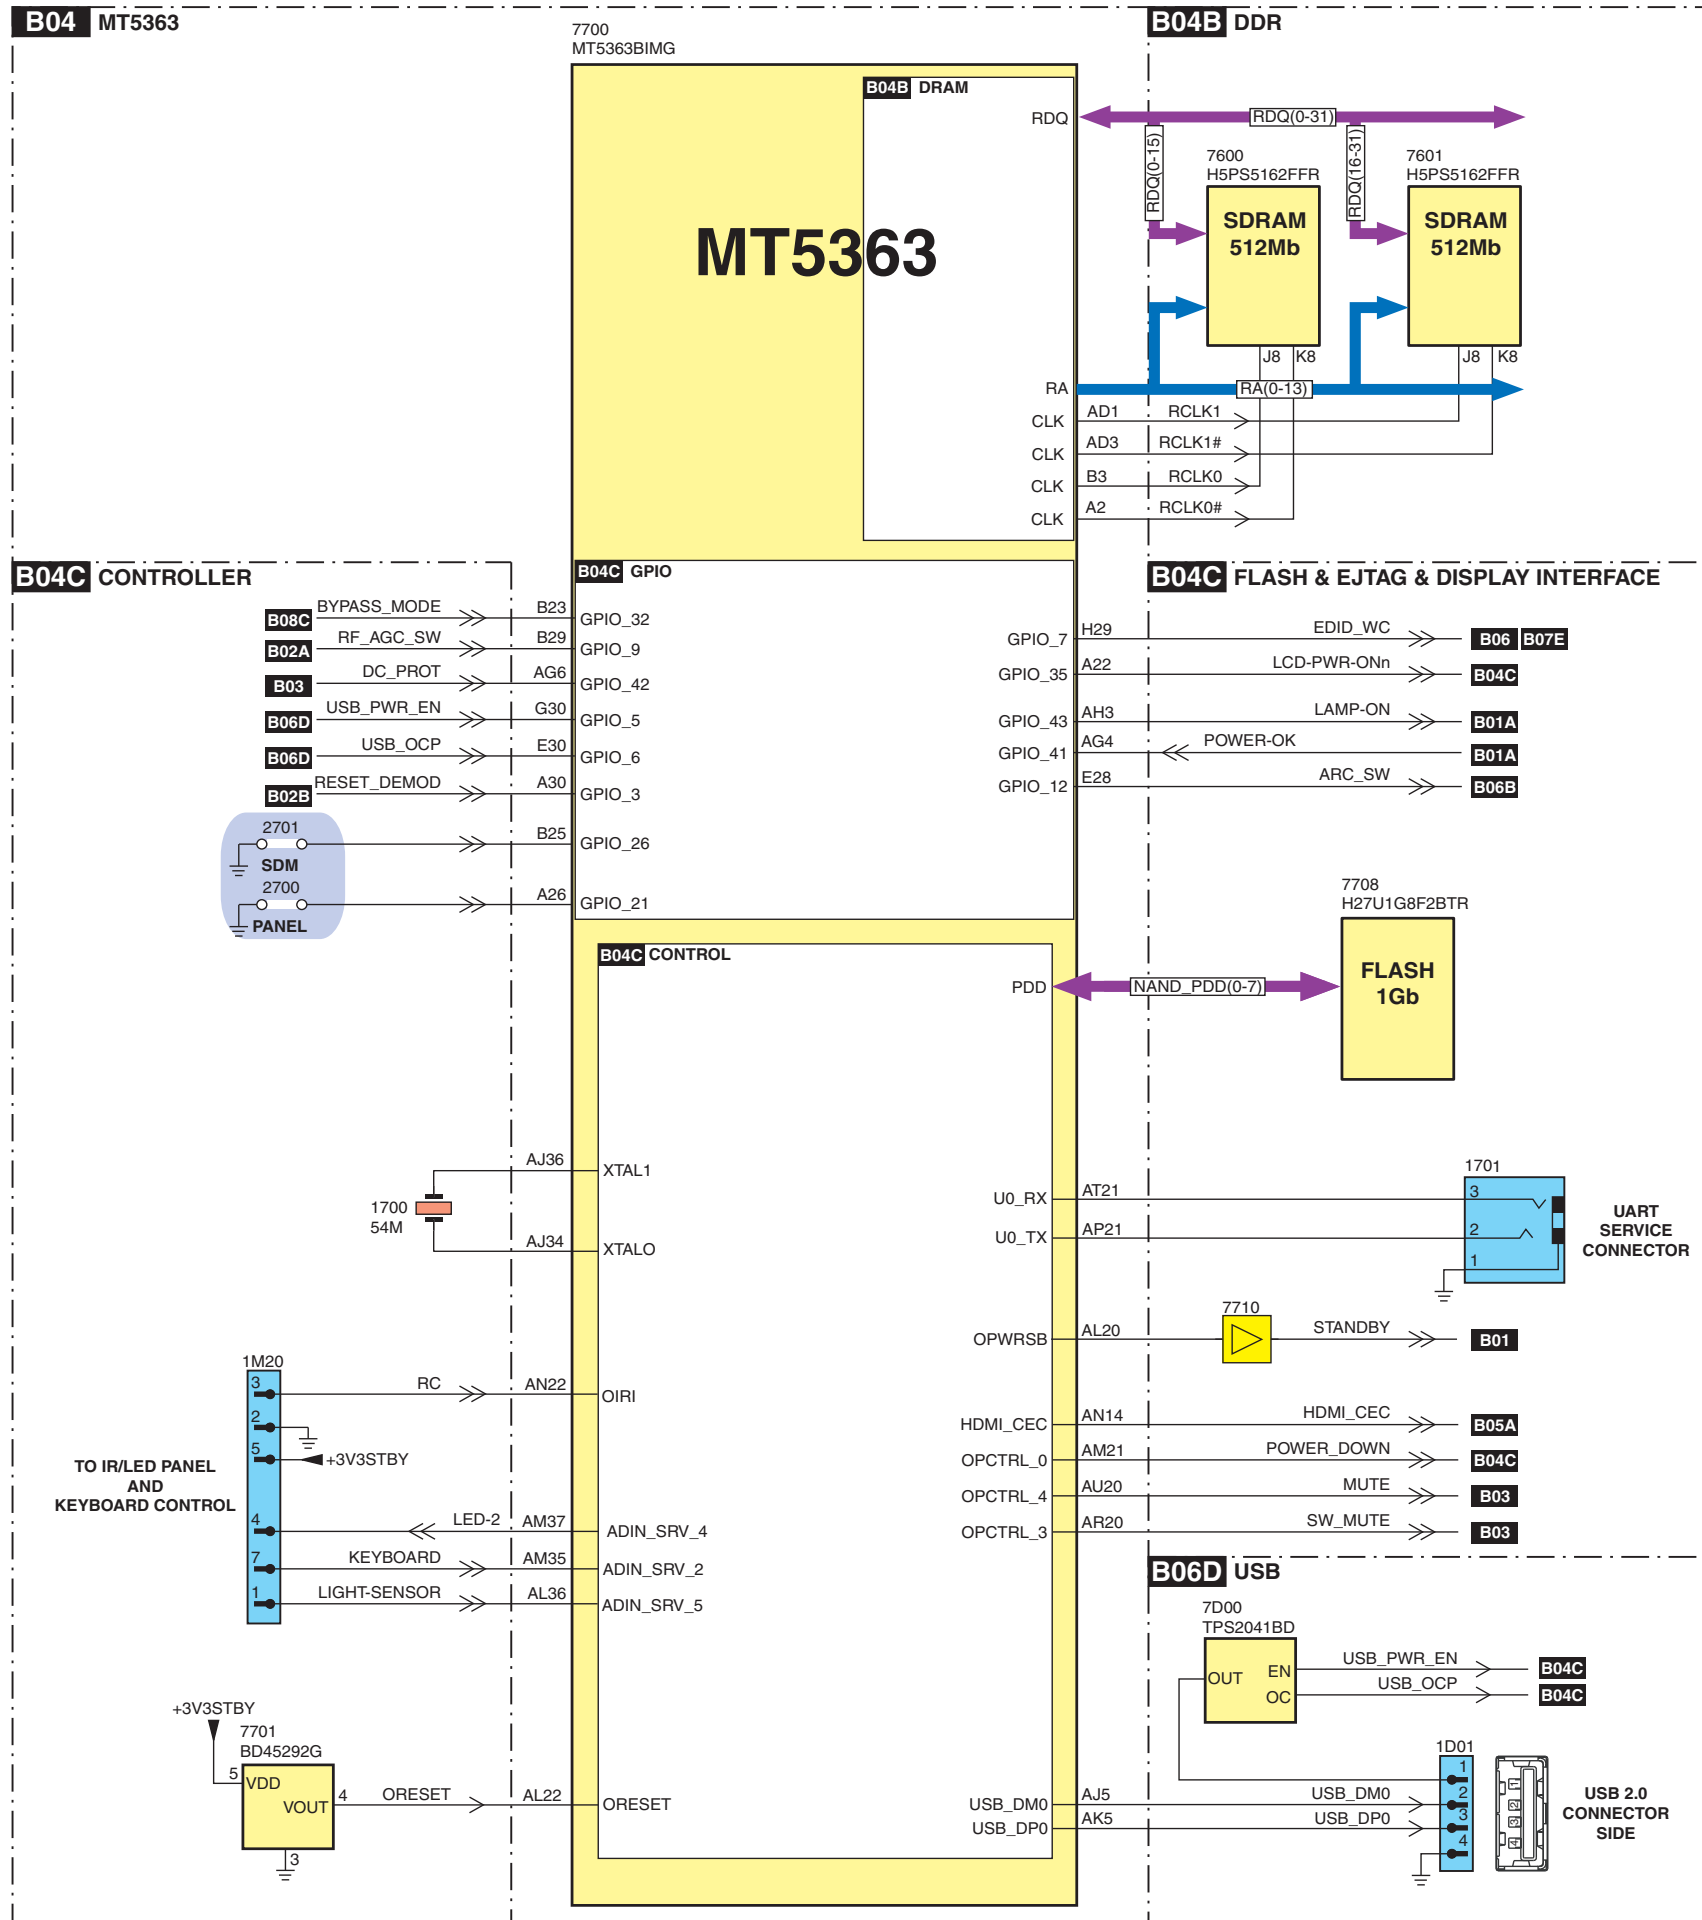 B04 MT5363
7700
MT5363BIMG
B04B DDR
B04B DRAM
RDQ
RDQ(0-31)
RDQ(0-15)
RDQ(16-31)
7600
H5PS5162FFR
7601
H5PS5162FFR
SDRAM
512Mb
SDRAM
512Mb
MT5363
J8 K8
J8 K8
RA
RA(0-13)
CLK AD1 RCLK1
CLK AD3 RCLK1#
CLK B3 RCLK0
CLK A2 RCLK0#
B04C CONTROLLER
B04C GPIO
B04C FLASH & EJTAG & DISPLAY INTERFACE
B08C BYPASS_MODE B23 GPIO_32
B02A RF_AGC_SW B29 GPIO_9
B03 DC_PROT AG6 GPIO_42
B06D USB_PWR_EN G30 GPIO_5
B06D USB_OCP E30 GPIO_6
B02B RESET_DEMOD A30 GPIO_3
2701
SDM
B25 GPIO_26
2700
PANEL
A26 GPIO_21
GPIO_7 H29 EDID_WC B06 B07E
GPIO_35 A22 LCD-PWR-ONn B04C
GPIO_43 AH3 LAMP-ON B01A
GPIO_41 AG4 POWER-OK B01A
GPIO_12 E28 ARC_SW B06B
7708
H27U1G8F2BTR
FLASH
1Gb
B04C CONTROL
PDD
NAND_PDD(0-7)
AJ36 XTAL1
1700
54M
AJ34 XTALO
U0_RX AT21
U0_TX AP21
1701
3
2
1
UART
SERVICE
CONNECTOR
OPWRSB AL20
7710
STANDBY B01
1M20
3 RC AN22 OIRI
2
5 +3V3STBY
4 LED-2 AM37 ADIN_SRV_4
7 KEYBOARD AM35 ADIN_SRV_2
1 LIGHT-SENSOR AL36 ADIN_SRV_5
TO IR/LED PANEL
AND
KEYBOARD CONTROL
HDMI_CEC AN14 HDMI_CEC B05A
OPCTRL_0 AM21 POWER_DOWN B04C
OPCTRL_4 AU20 MUTE B03
OPCTRL_3 AR20 SW_MUTE B03
B06D USB
7D00
TPS2041BD
OUT
EN USB_PWR_EN B04C
OC USB_OCP B04C
+3V3STBY
7701
BD45292G
5 VDD
VOUT 4 ORESET AL22 ORESET
3
USB_DM0 AJ5 USB_DM0
USB_DP0 AK5 USB_DP0
1D01
1
2
3
4
1
2
3
4
USB 2.0
CONNECTOR
SIDE